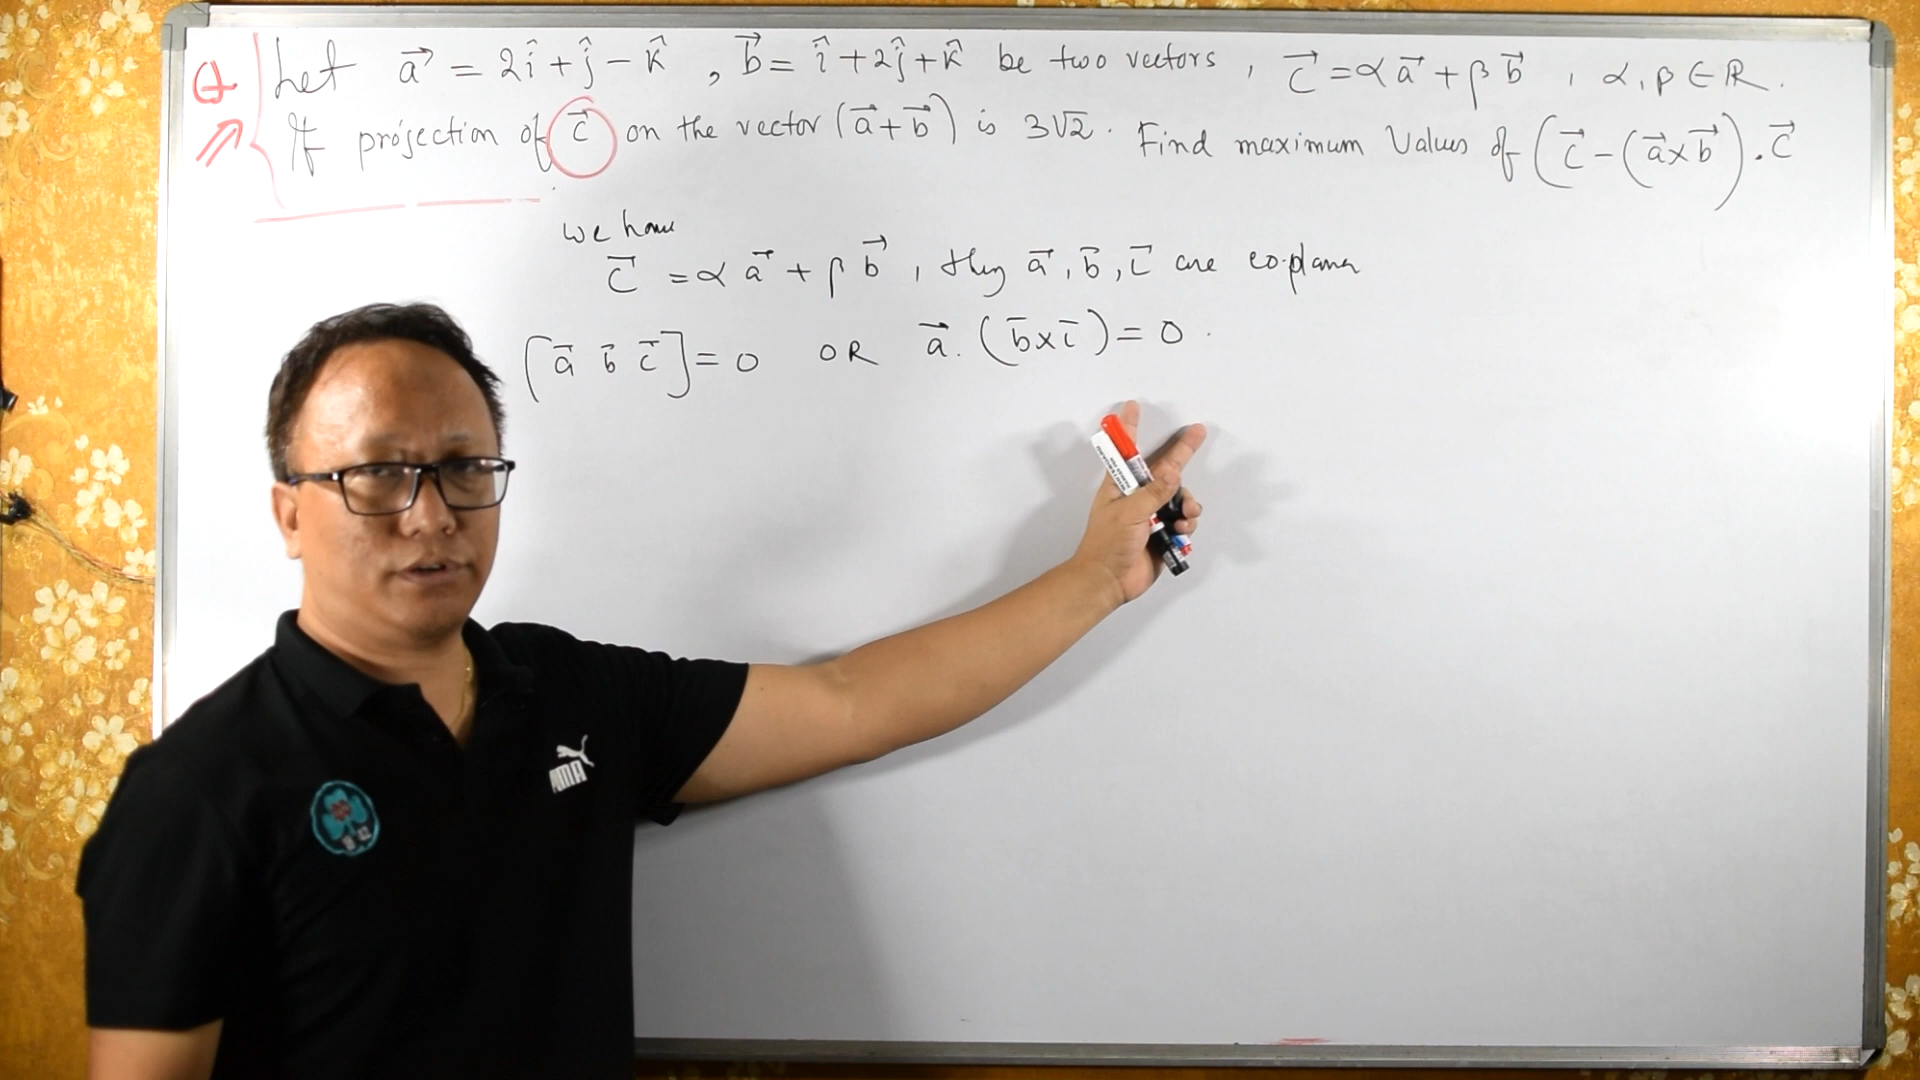 Q Let a⃗ = 2î + ĵ - k̂ , b⃗ = î + 2ĵ + k̂ be two vectors , c⃗ = α a⃗ + β b⃗ , α, β ∈ R .
If projection of c⃗ on the vector (a⃗ + b⃗) is 3√2 . Find maximum Values of (c⃗ - (a⃗ × b⃗) . c⃗
we have
c⃗ = α a⃗ + β b⃗ , a⃗, b̄, c̄ are co-planar
[a⃗ b̄ c⃗] = 0 OR a⃗ . (b̄ × c̄) = 0 .
PUMA